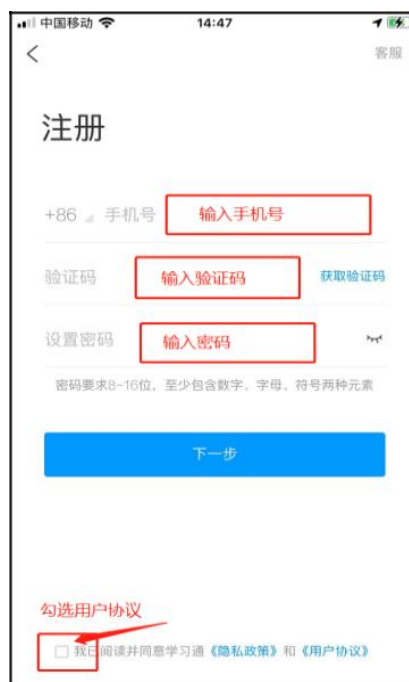 中国移动 14:47
客服
注册
+86 手机号 输入手机号
验证码 输入验证码 获取验证码
设置密码 输入密码
密码要求8-16位，至少包含数字、字母、符号两种元素
下一步
勾选用户协议
我已阅读并同意学习通《隐私政策》和《用户协议》